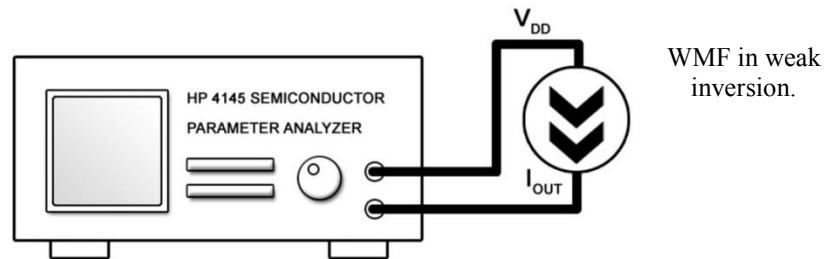 V_DD
WMF in weak
inversion.
HP 4145 SEMICONDUCTOR
PARAMETER ANALYZER
I_OUT